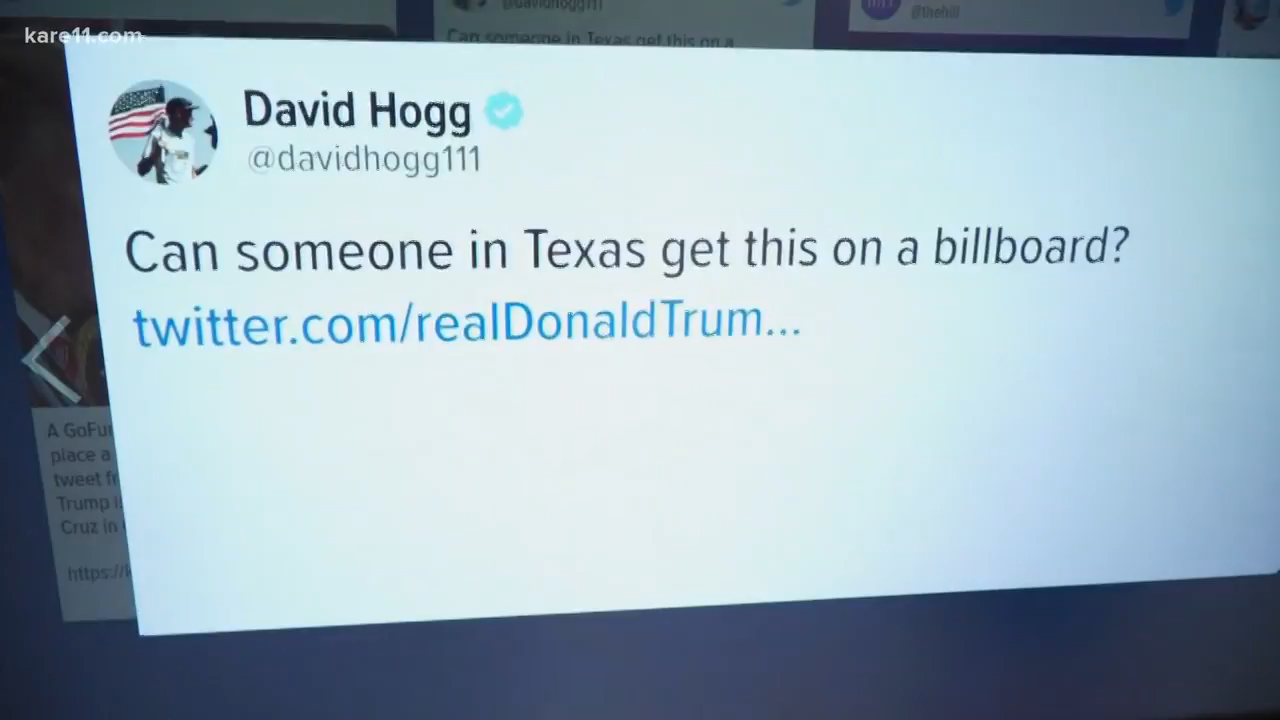 kare11.com
@davidhogg111
Can someone in Texas get this on a
@thehill
David Hogg
@davidhogg111
Can someone in Texas get this on a billboard?
twitter.com/realDonaldTrum...
A GoFu
place a
tweet
Trump
Cruz in
https://